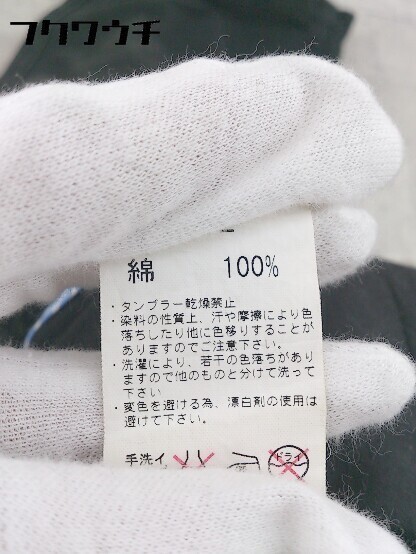 フクワウチ
綿 100%
・タンブラー乾燥禁止
・染料の性質上、汗や摩擦により色
落ちしたり他に色移りすることが
ありますのでご注意下さい。
・洗濯により、若干の色落ちがあり
ますので他のものと分けて洗って
下さい
・変色を避ける為、漂白剤の使用は
避けて下さい。
手洗イ
ドライ